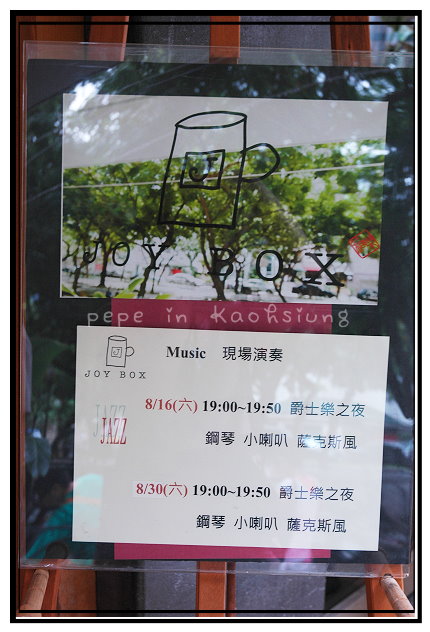 JOY BOX
pepe in Kaohsiung
Music 現場演奏
JOY BOX
8/16(六) 19:00~19:50 爵士樂之夜
JAZZ
JAZZ
鋼琴 小喇叭 薩克斯風
8/30(六) 19:00~19:50 爵士樂之夜
鋼琴 小喇叭 薩克斯風